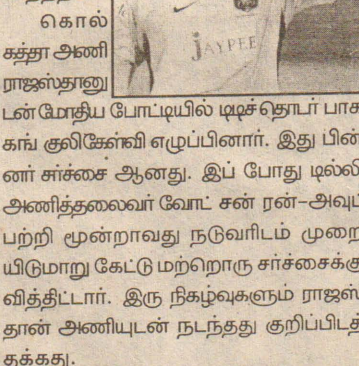 கொல்
கத்தா அணி
ராஜஸ்தானு
JAYPEE
டன் மோதிய போட்டியில் டிடிச் தொடர் பாக
கங் குலிகேள்வி எழுப்பினார். இது பின்
னர் சர்ச்சை ஆனது. இப் போது டில்லி
அணித்தலைவர் வோட் சன் ரன்-அவுட்
பற்றி மூன்றாவது நடுவரிடம் முறை
யிடுமாறு கேட்டு மற்றொரு சர்ச்சைக்கு
வித்திட்டார். இரு நிகழ்வுகளும் ராஜஸ்
தான் அணியுடன் நடந்தது குறிப்பிடத்
தக்கது.